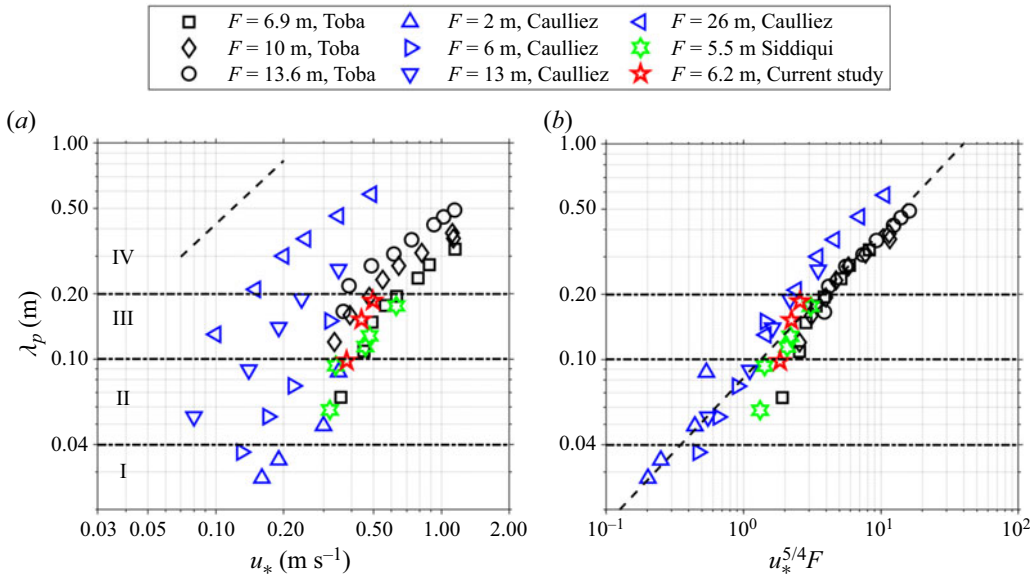 F = 6.9 m, Toba F = 2 m, Caulliez F = 26 m, Caulliez
F = 10 m, Toba F = 6 m, Caulliez F = 5.5 m Siddiqui
F = 13.6 m, Toba F = 13 m, Caulliez F = 6.2 m, Current study
(a) (b)
1.00 1.00
0.50 0.50
IV
0.20 0.20
III
λp (m)
0.10 0.10
II
0.04 0.04
I
0.03 0.05 0.10 0.20 0.50 1.00 2.00 10⁻¹ 10⁰ 10¹ 10²
u* (m s⁻¹) u*^5/4 F